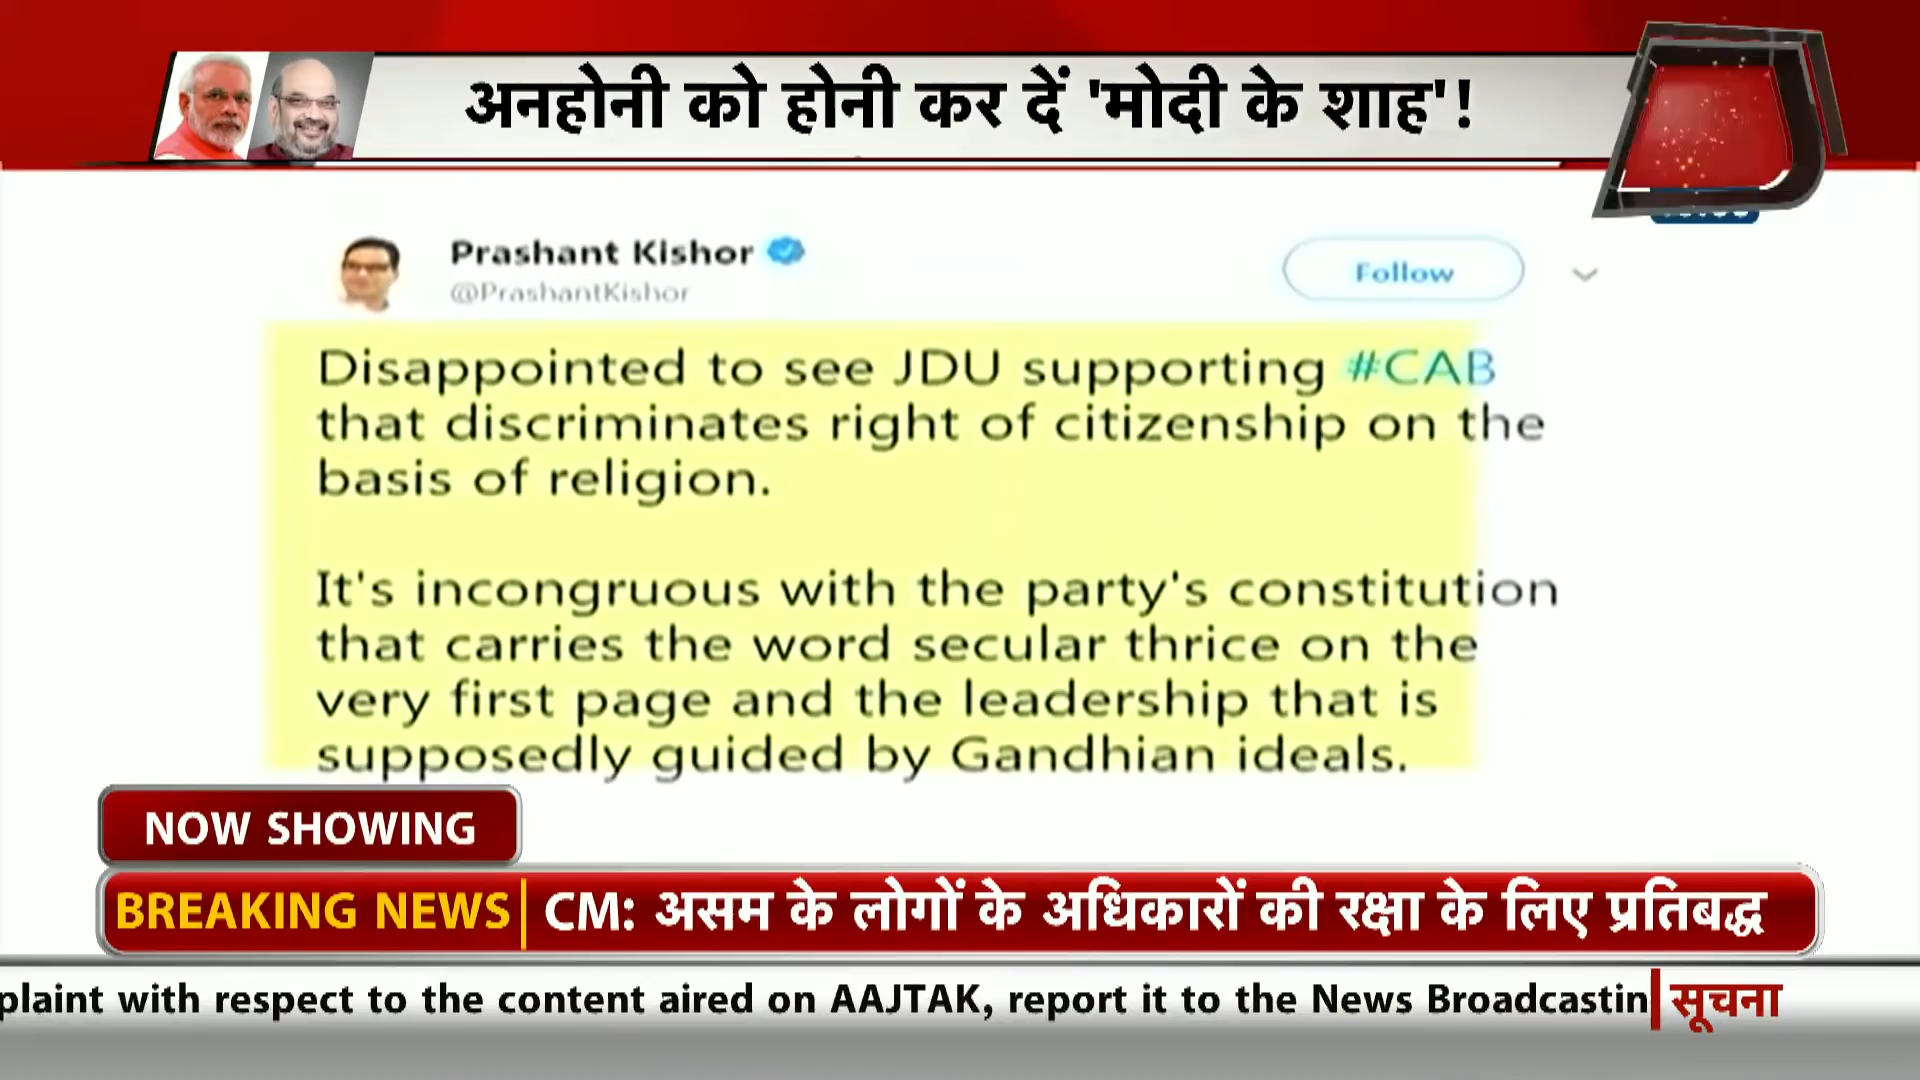 अनहोनी को होनी कर दें 'मोदी के शाह'!
Prashant Kishor
@PrashantKishor
Follow
Disappointed to see JDU supporting #CAB
that discriminates right of citizenship on the
basis of religion.
It's incongruous with the party's constitution
that carries the word secular thrice on the
very first page and the leadership that is
supposedly guided by Gandhian ideals.
NOW SHOWING
BREAKING NEWS
CM: असम के लोगों के अधिकारों की रक्षा के लिए प्रतिबद्ध
plaint with respect to the content aired on AAJTAK, report it to the News Broadcastin
सूचना